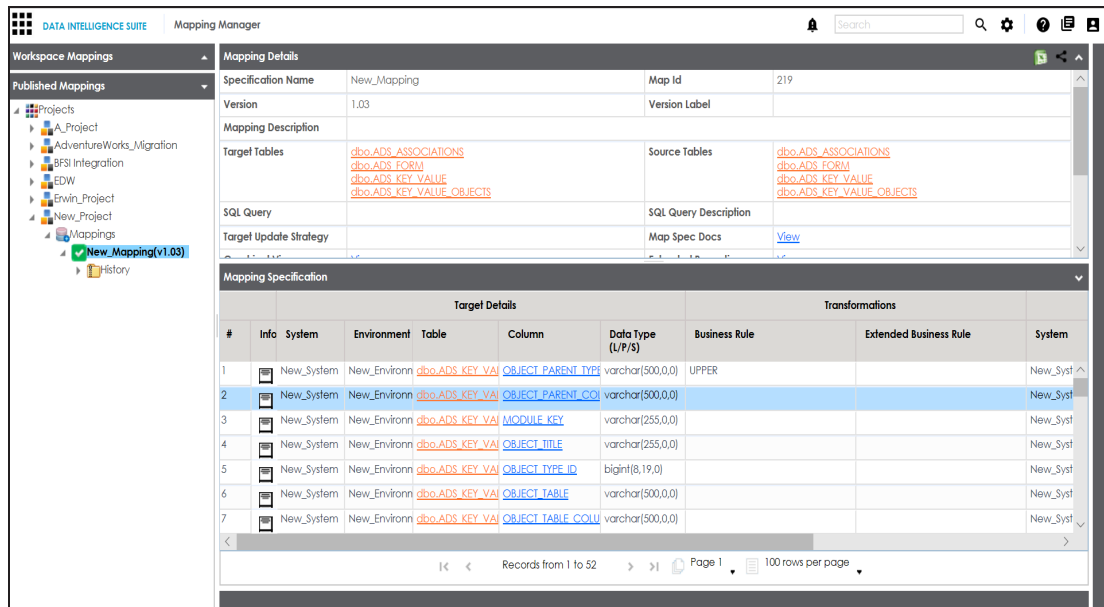 DATA INTELLIGENCE SUITE Mapping Manager Search
Workspace Mappings
Published Mappings
Projects
A_Project
AdventureWorks_Migration
BFSI Integration
EDW
Erwin_Project
New_Project
Mappings
New_Mapping(v1.03)
History
Mapping Details
Specification Name New_Mapping Map Id 219
Version 1.03 Version Label
Mapping Description
Target Tables dbo.ADS_ASSOCIATIONS Source Tables dbo.ADS_ASSOCIATIONS
dbo.ADS_FORM dbo.ADS_FORM
dbo.ADS_KEY_VALUE dbo.ADS_KEY_VALUE
dbo.ADS_KEY_VALUE_OBJECTS dbo.ADS_KEY_VALUE_OBJECTS
SQL Query SQL Query Description
Target Update Strategy Map Spec Docs View
Mapping Specification
Target Details Transformations
# Info System Environment Table Column Data Type Business Rule Extended Business Rule System
(L/P/S)
1 New_System New_Environn dbo.ADS_KEY_VAL OBJECT_PARENT_TYPE varchar(500,0,0) UPPER New_Syst
2 New_System New_Environn dbo.ADS_KEY_VAL OBJECT_PARENT_COL varchar(500,0,0) New_Syst
3 New_System New_Environn dbo.ADS_KEY_VAL MODULE_KEY varchar(255,0,0) New_Syst
4 New_System New_Environn dbo.ADS_KEY_VAL OBJECT_TITLE varchar(255,0,0) New_Syst
5 New_System New_Environn dbo.ADS_KEY_VAL OBJECT_TYPE_ID bigint(8,19,0) New_Syst
6 New_System New_Environn dbo.ADS_KEY_VAL OBJECT_TABLE varchar(500,0,0) New_Syst
7 New_System New_Environn dbo.ADS_KEY_VAL OBJECT_TABLE_COLU varchar(500,0,0) New_Syst
Records from 1 to 52 Page 1 100 rows per page